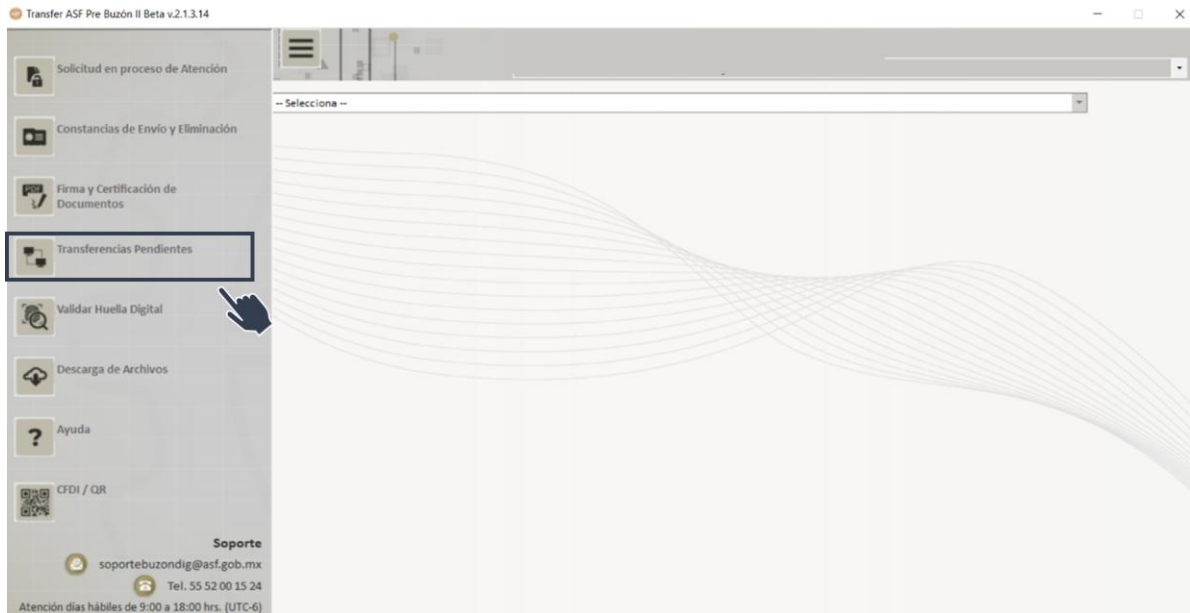 Transfer ASF Pre Buzón II Beta v.2.1.3.14
Solicitud en proceso de Atención
-- Selecciona --
Constancias de Envío y Eliminación
PDF
Firma y Certificación de
Documentos
Transferencias Pendientes
Validar Huella Digital
Descarga de Archivos
?
Ayuda
CFDI / QR
Soporte
soportebuzondig@asf.gob.mx
Tel. 55 52 00 15 24
Atención días hábiles de 9:00 a 18:00 hrs. (UTC-6)